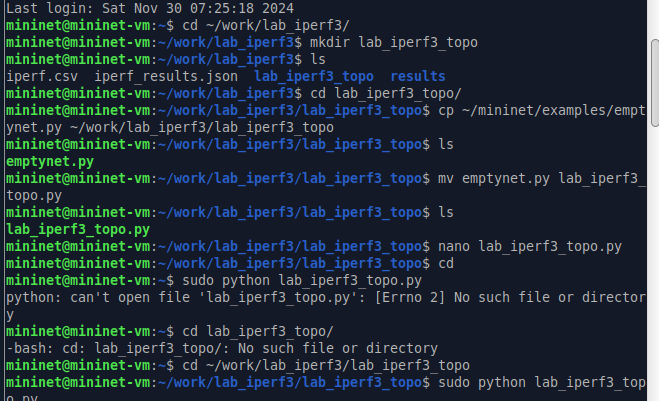 Last login: Sat Nov 30 07:25:18 2024
mininet@mininet-vm:~$ cd ~/work/lab_iperf3/
mininet@mininet-vm:~/work/lab_iperf3$ mkdir lab_iperf3_topo
mininet@mininet-vm:~/work/lab_iperf3$ ls
iperf.csv  iperf_results.json  lab_iperf3_topo  results
mininet@mininet-vm:~/work/lab_iperf3$ cd lab_iperf3_topo/
mininet@mininet-vm:~/work/lab_iperf3/lab_iperf3_topo$ cp ~/mininet/examples/empt
ynet.py ~/work/lab_iperf3/lab_iperf3_topo
mininet@mininet-vm:~/work/lab_iperf3/lab_iperf3_topo$ ls
emptynet.py
mininet@mininet-vm:~/work/lab_iperf3/lab_iperf3_topo$ mv emptynet.py lab_iperf3_
topo.py
mininet@mininet-vm:~/work/lab_iperf3/lab_iperf3_topo$ ls
lab_iperf3_topo.py
mininet@mininet-vm:~/work/lab_iperf3/lab_iperf3_topo$ nano lab_iperf3_topo.py
mininet@mininet-vm:~/work/lab_iperf3/lab_iperf3_topo$ cd
mininet@mininet-vm:~$ sudo python lab_iperf3_topo.py
python: can't open file 'lab_iperf3_topo.py': [Errno 2] No such file or director
y
mininet@mininet-vm:~$ cd lab_iperf3_topo/
-bash: cd: lab_iperf3_topo/: No such file or directory
mininet@mininet-vm:~$ cd ~/work/lab_iperf3/lab_iperf3_topo
mininet@mininet-vm:~/work/lab_iperf3/lab_iperf3_topo$ sudo python lab_iperf3_top
o.py